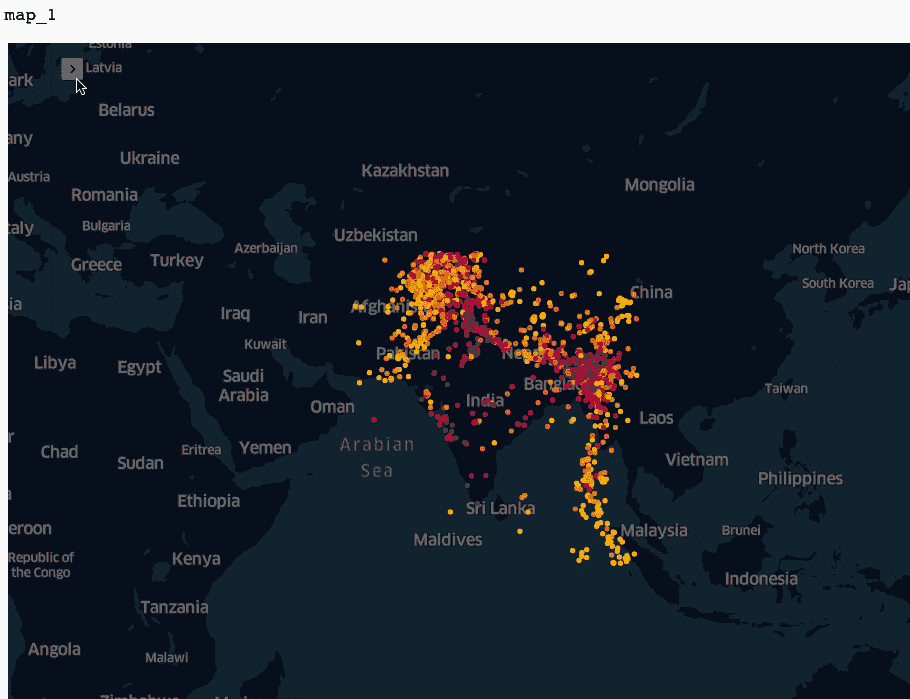 map_1
Estonia
Latvia
ark
Belarus
any
Ukraine
Austria
Kazakhstan
Mongolia
Romania
Bulgaria
taly
Uzbekistan
Azerbaijan
North Korea
Greece
Turkey
South Korea
Jap
China
ia
Afghanis
Iraq
Iran
Kuwait
Pakistan
Libya
Egypt
Saudi
Arabia
Bangla
Taiwan
India
Oman
Laos
r
Arabian
Sea
Chad
Eritrea
Yemen
Sudan
Vietnam
Philippines
Ethiopia
Sri Lanka
eroon
Malaysia
Brunei
Maldives
Republic of
the Congo
Kenya
Indonesia
Tanzania
Angola
Malawi
Zimbabwe